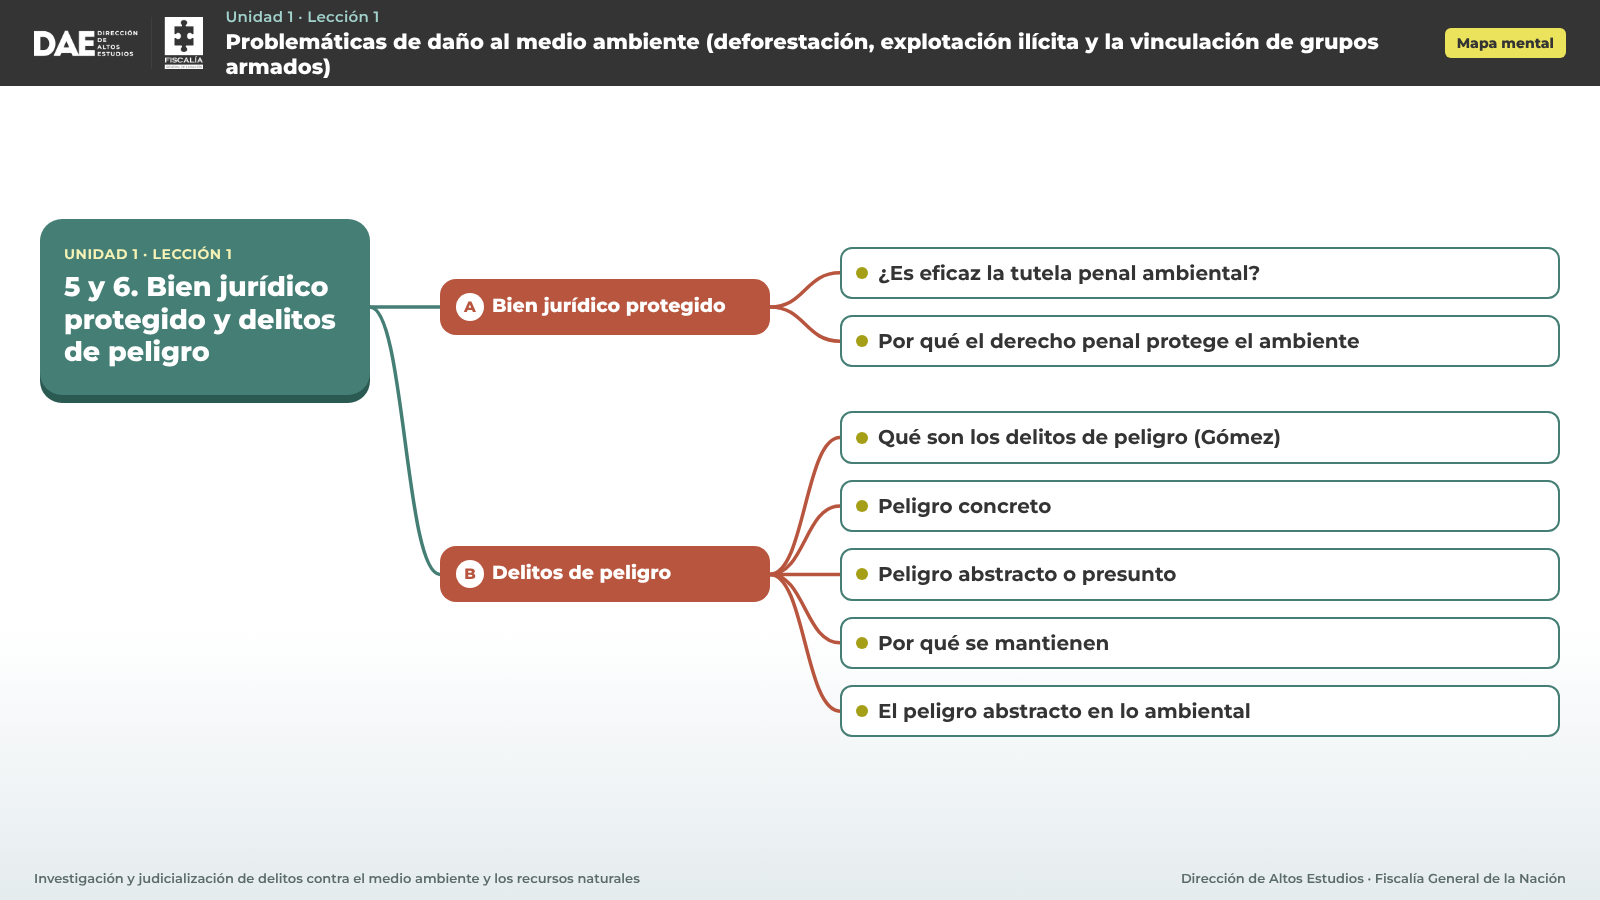 DAE DIRECCIÓN
DE
ALTOS
ESTUDIOS
FISCALÍA
Unidad 1 · Lección 1
Problemáticas de daño al medio ambiente (deforestación, explotación ilícita y la vinculación de grupos
armados)
Mapa mental
UNIDAD 1 · LECCIÓN 1
5 y 6. Bien jurídico
protegido y delitos
de peligro
A Bien jurídico protegido
¿Es eficaz la tutela penal ambiental?
Por qué el derecho penal protege el ambiente
B Delitos de peligro
Qué son los delitos de peligro (Gómez)
Peligro concreto
Peligro abstracto o presunto
Por qué se mantienen
El peligro abstracto en lo ambiental
Investigación y judicialización de delitos contra el medio ambiente y los recursos naturales
Dirección de Altos Estudios · Fiscalía General de la Nación